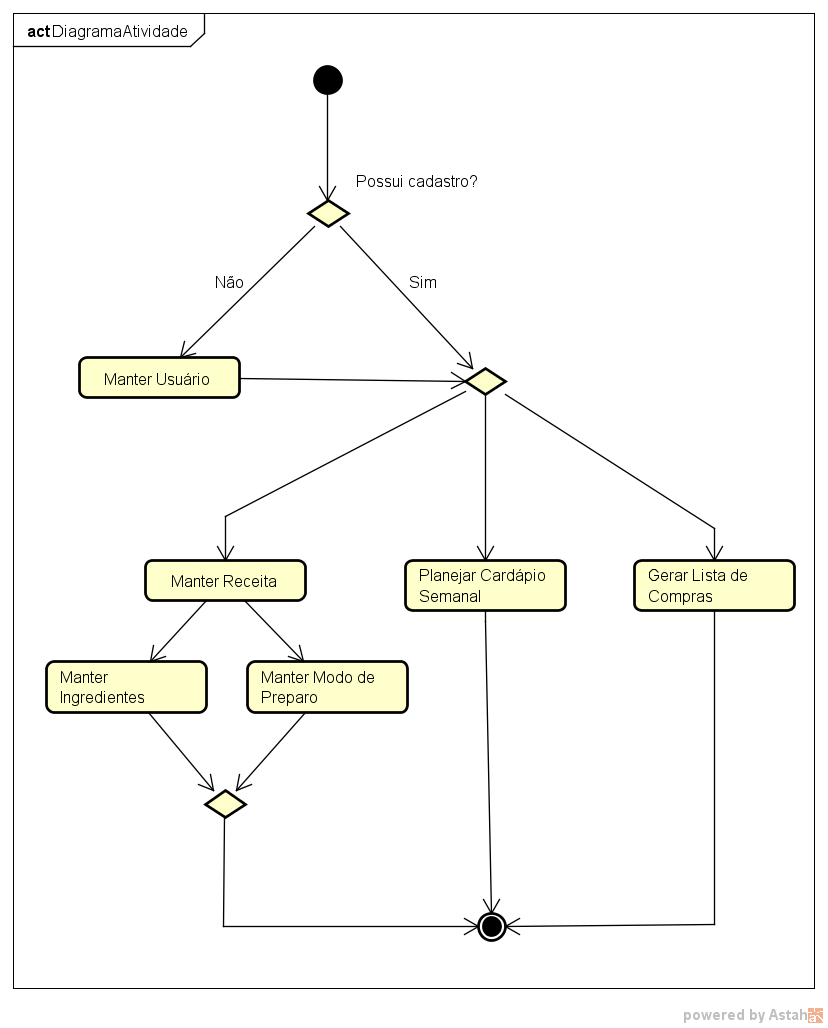 act DiagramaAtividade
Possui cadastro?
Não
Sim
Manter Usuário
Manter Receita
Planejar Cardápio
Semanal
Gerar Lista de
Compras
Manter
Ingredientes
Manter Modo de
Preparo
powered by Astah